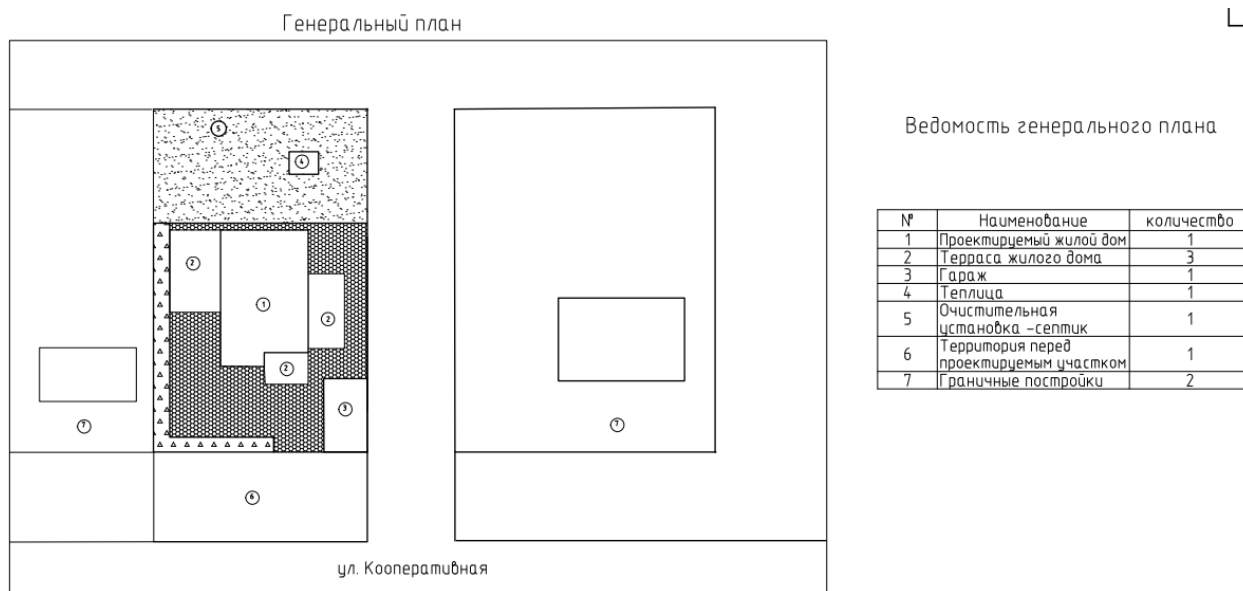 Генеральный план
5
4
2
1
2
2
3
7
7
6
ул. Кооперативная
Ведомость генерального плана
№ Наименование количество
1 Проектируемый жилой дом 1
2 Терраса жилого дома 3
3 Гараж 1
4 Теплица 1
5 Очистительная
установка -септик 1
6 Территория перед
проектируемым участком 1
7 Граничные постройки 2